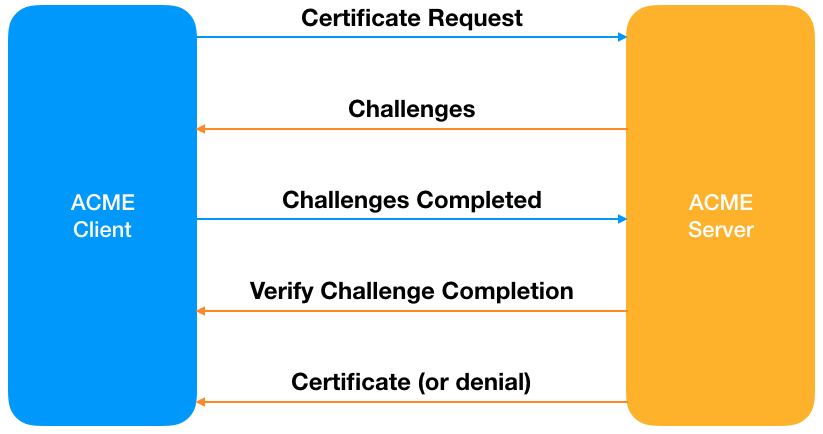 Certificate Request
Challenges
Challenges Completed
ACME
Client
ACME
Server
Verify Challenge Completion
Certificate (or denial)